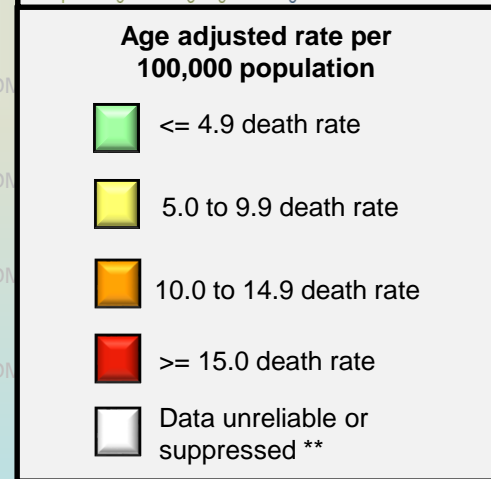 Age adjusted rate per
100,000 population
<= 4.9 death rate
5.0 to 9.9 death rate
10.0 to 14.9 death rate
>= 15.0 death rate
Data unreliable or
suppressed **